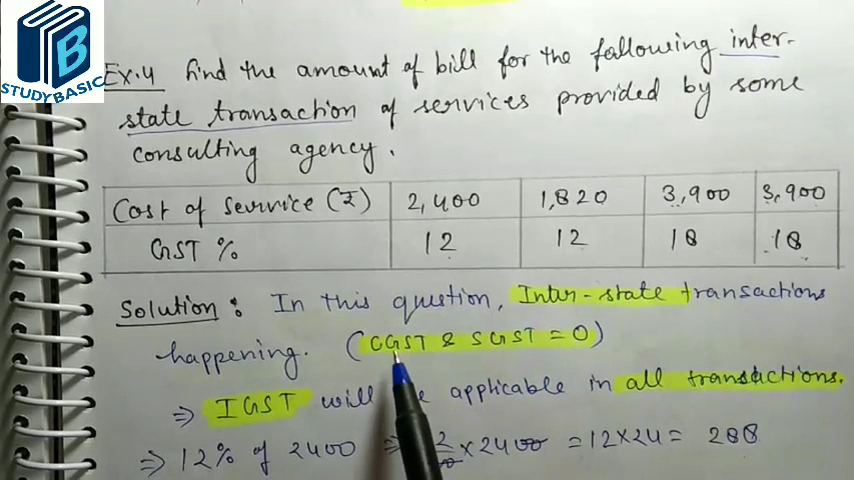 B
STUDYBASIC
Ex.4 Find the amount of bill for the following inter-
state transaction of services provided by some
consulting agency.
Cost of service (₹) 2,400 1,820 3,900 3,900
GST % 12 12 18 18
Solution : In this question, Inter-state transactions
happening. (CGST & SGST = 0)
⇒ IGST will applicable in all transactions.
⇒ 12% of 2400 ⇒ ×2400 = 12×24 = 288